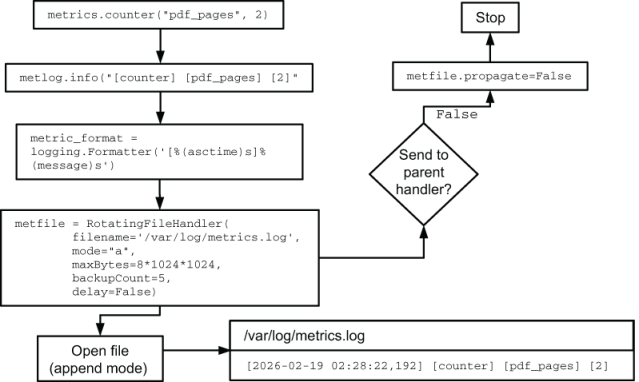 metrics.counter("pdf_pages", 2)
metlog.info("[counter] [pdf_pages] [2]"
metric_format =
logging.Formatter('[%(asctime)s]%
(message)s')
metfile = RotatingFileHandler(
filename='/var/log/metrics.log',
mode="a",
maxBytes=8*1024*1024,
backupCount=5,
delay=False)
Open file
(append mode)
/var/log/metrics.log
[2026-02-19 02:28:22,192] [counter] [pdf_pages] [2]
Send to
parent
handler?
False
metfile.propagate=False
Stop